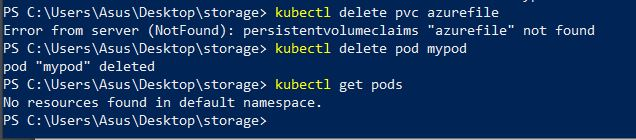 PS C:\Users\Asus\Desktop\storage> kubectl delete pvc azurefile
Error from server (NotFound): persistentvolumeclaims "azurefile" not found
PS C:\Users\Asus\Desktop\storage> kubectl delete pod mypod
pod "mypod" deleted
PS C:\Users\Asus\Desktop\storage> kubectl get pods
No resources found in default namespace.
PS C:\Users\Asus\Desktop\storage>